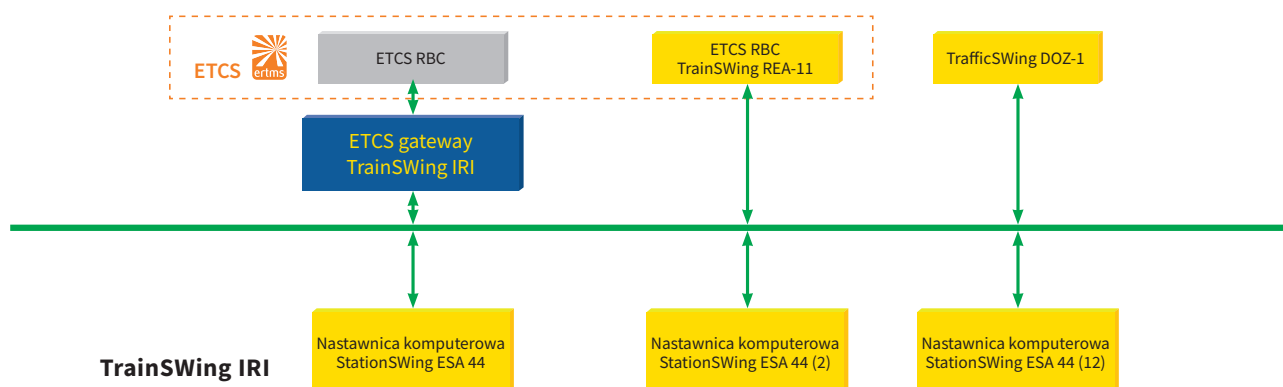 ETCS
ertms
ETCS RBC
ETCS RBC
TrainSWing REA-11
TrafficSWing DOZ-1
ETCS gateway
TrainSWing IRI
Nastawnica komputerowa
StationSWing ESA 44
Nastawnica komputerowa
StationSWing ESA 44 (2)
Nastawnica komputerowa
StationSWing ESA 44 (12)
TrainSWing IRI